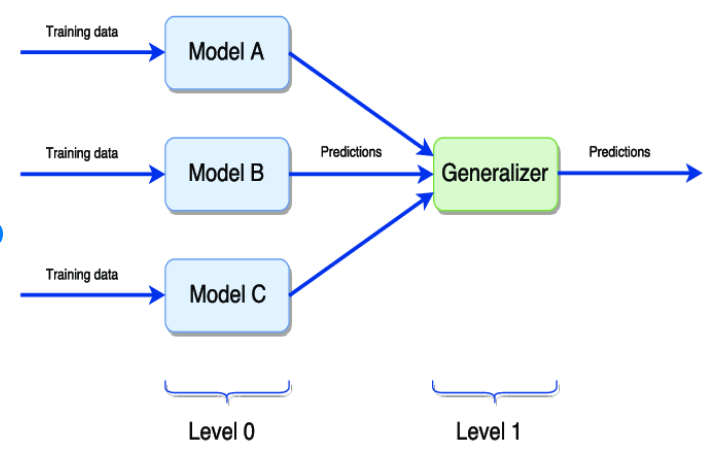 Training data
Model A
Training data
Model B
Predictions
Generalizer
Predictions
Training data
Model C
Level 0
Level 1